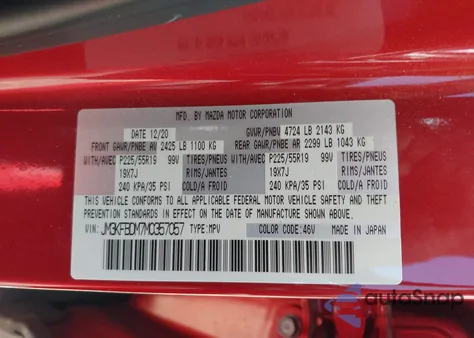 MFD. BY MAZDA MOTOR CORPORATION
DATE 12/20 GVWR/PNBV 4724 LB 2143 KG
FRONT GAWR/PNBE AV 2425 LB 1100 KG REAR GAWR/PNBE AR 2299 LB 1043 KG
WITH/AVEC P225/55R19 99V TIRES/PNEUS WITH/AVEC P225/55R19 99V TIRES/PNEUS
19X7J RIMS/JANTES 19X7J RIMS/JANTES
240 KPA/35 PSI COLD/A FROID 240 KPA/35 PSI COLD/A FROID
THIS VEHICLE CONFORMS TO ALL APPLICABLE FEDERAL MOTOR VEHICLE SAFETY
STANDARDS IN EFFECT ON THE DATE OF MANUFACTURE SHOWN ABOVE.
VIN: JM3KFBDM7M0357057 TYPE:MPV COLOR CODE:46V MADE IN JAPAN
autoSnap